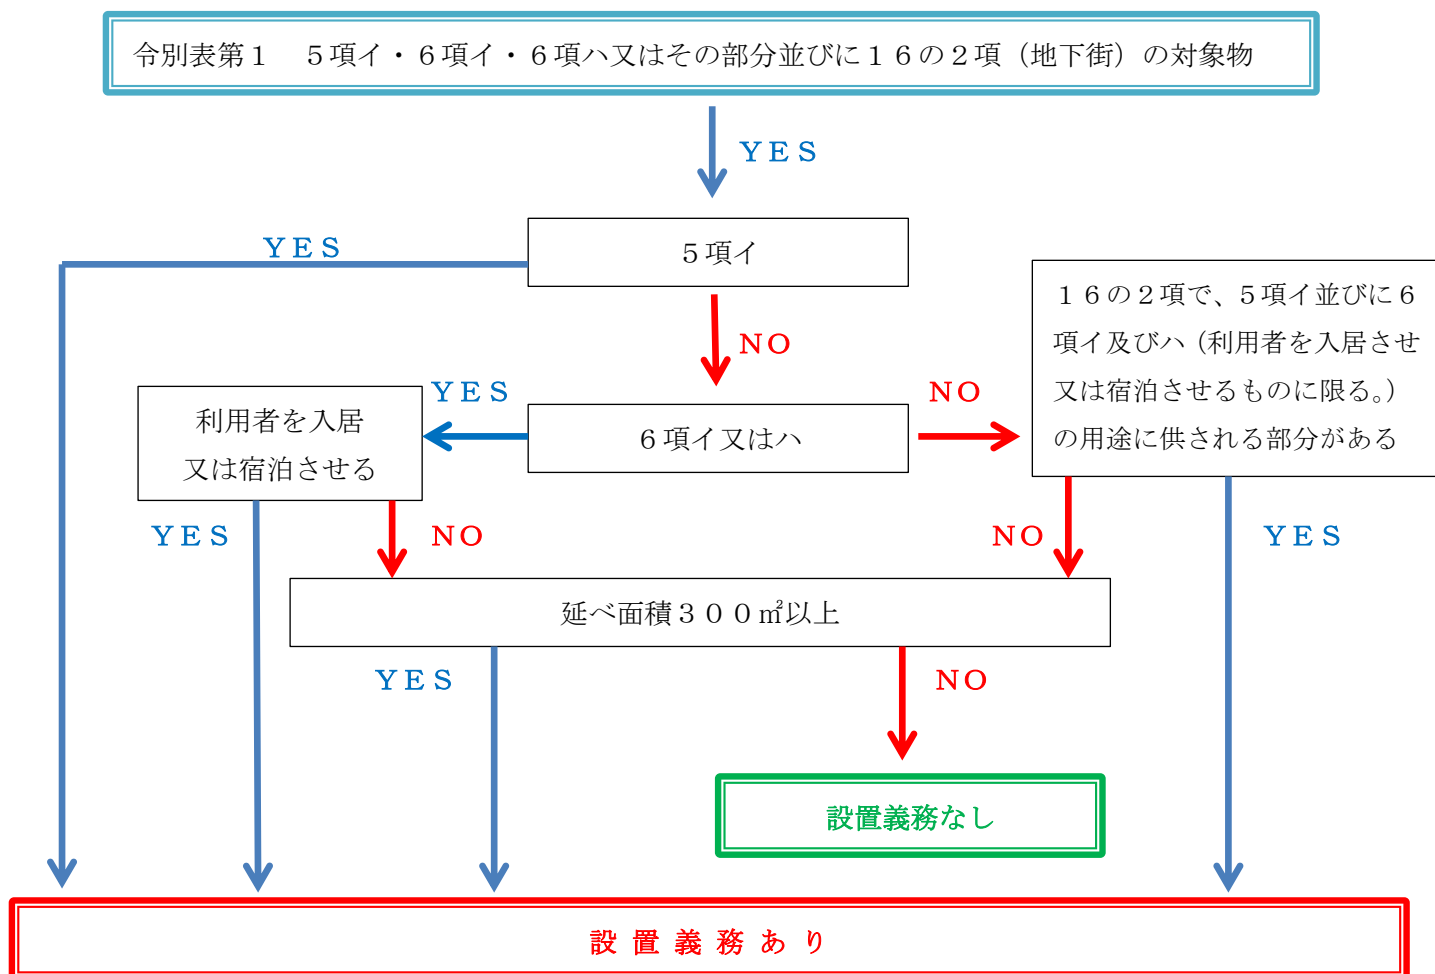 令別表第１　５項イ・６項イ・６項ハ又はその部分並びに１６の２項（地下街）の対象物
ＹＥＳ
ＹＥＳ
５項イ
ＮＯ
１６の２項で、５項イ並びに６
項イ及びハ（利用者を入居させ
又は宿泊させるものに限る。）
の用途に供される部分がある
ＹＥＳ
ＮＯ
利用者を入居
又は宿泊させる
６項イ又はハ
ＹＥＳ
ＮＯ
ＮＯ
ＹＥＳ
延べ面積３００㎡以上
ＹＥＳ
ＮＯ
設置義務なし
設置義務あり